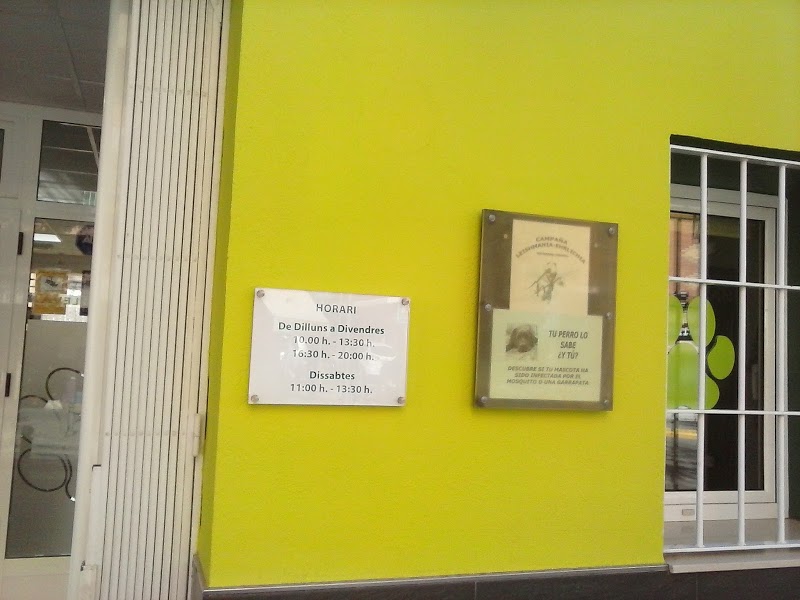 HORARI
De Dilluns a Divendres
10.00 h. - 13:30 h.
16:30 h. - 20:00 h.
Dissabtes
11:00 h. - 13:30 h.
CAMPAÑA
TU PERRO LO
SABE
¿Y TÚ?
DESCUBRE SI TU MASCOTA HA
SIDO INFECTADA POR EL
MOSQUITO O UNA GARRAPATA